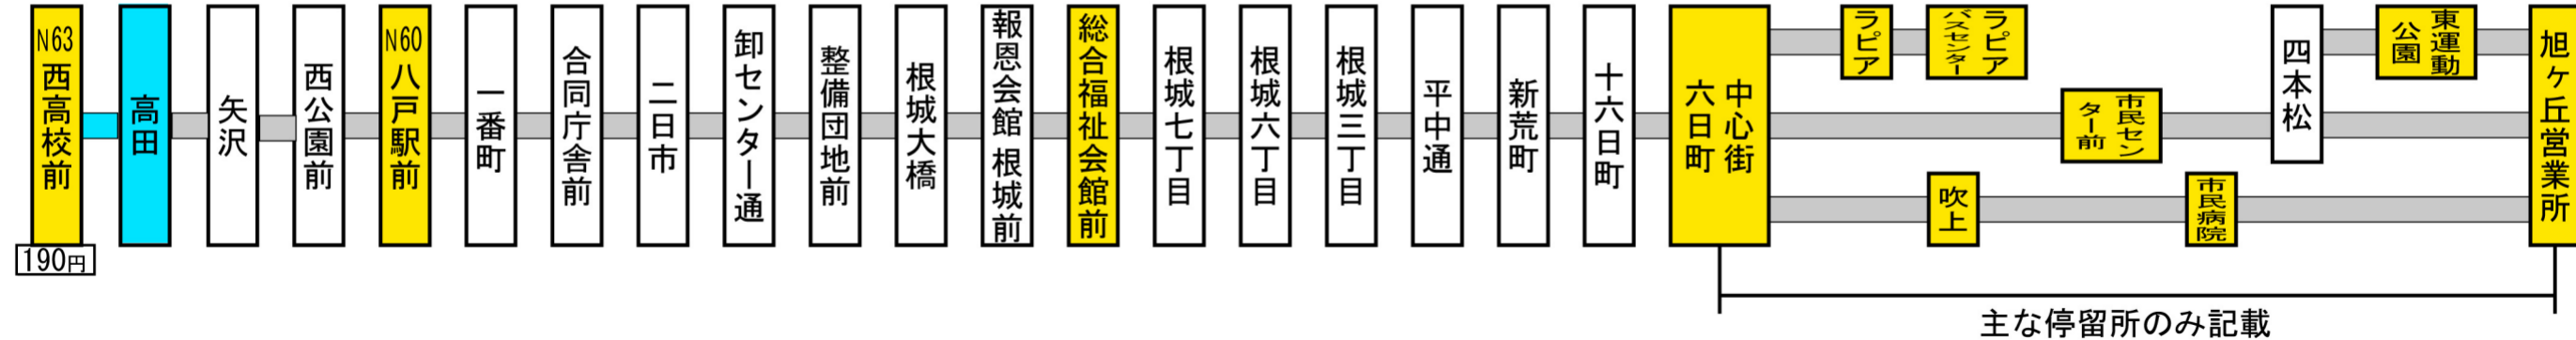 N63 西高校前
190円
高田
矢沢
西公園前
N60 八戸駅前
一番町
合同庁舎前
二日市
卸センター通
整備団地前
根城大橋
報恩会館 根城前
総合福祉会館前
根城七丁目
根城六丁目
根城三丁目
平中通
新荒町
十六日町
中心街
六日町
ラピア
ラピア
バスセンター
市民セン
ター前
吹上
市民病院
四本松
東運動
公園
旭ヶ丘営業所
主な停留所のみ記載